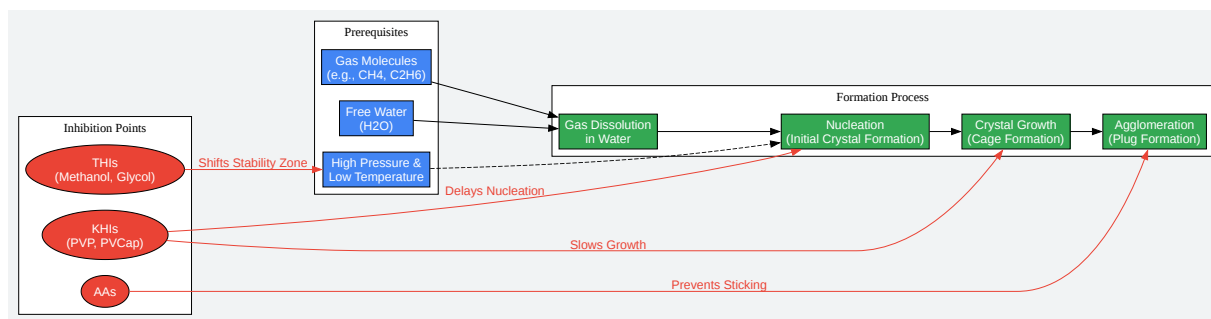 Inhibition Points
THIs
(Methanol, Glycol)
KHIs
(PVP, PVCap)
AAs
Shifts Stability Zone
Prerequisites
Gas Molecules
(e.g., CH4, C2H6)
Free Water
(H2O)
High Pressure &
Low Temperature
Delays Nucleation
Slows Growth
Prevents Sticking
Formation Process
Gas Dissolution
in Water
Nucleation
(Initial Crystal Formation)
Crystal Growth
(Cage Formation)
Agglomeration
(Plug Formation)